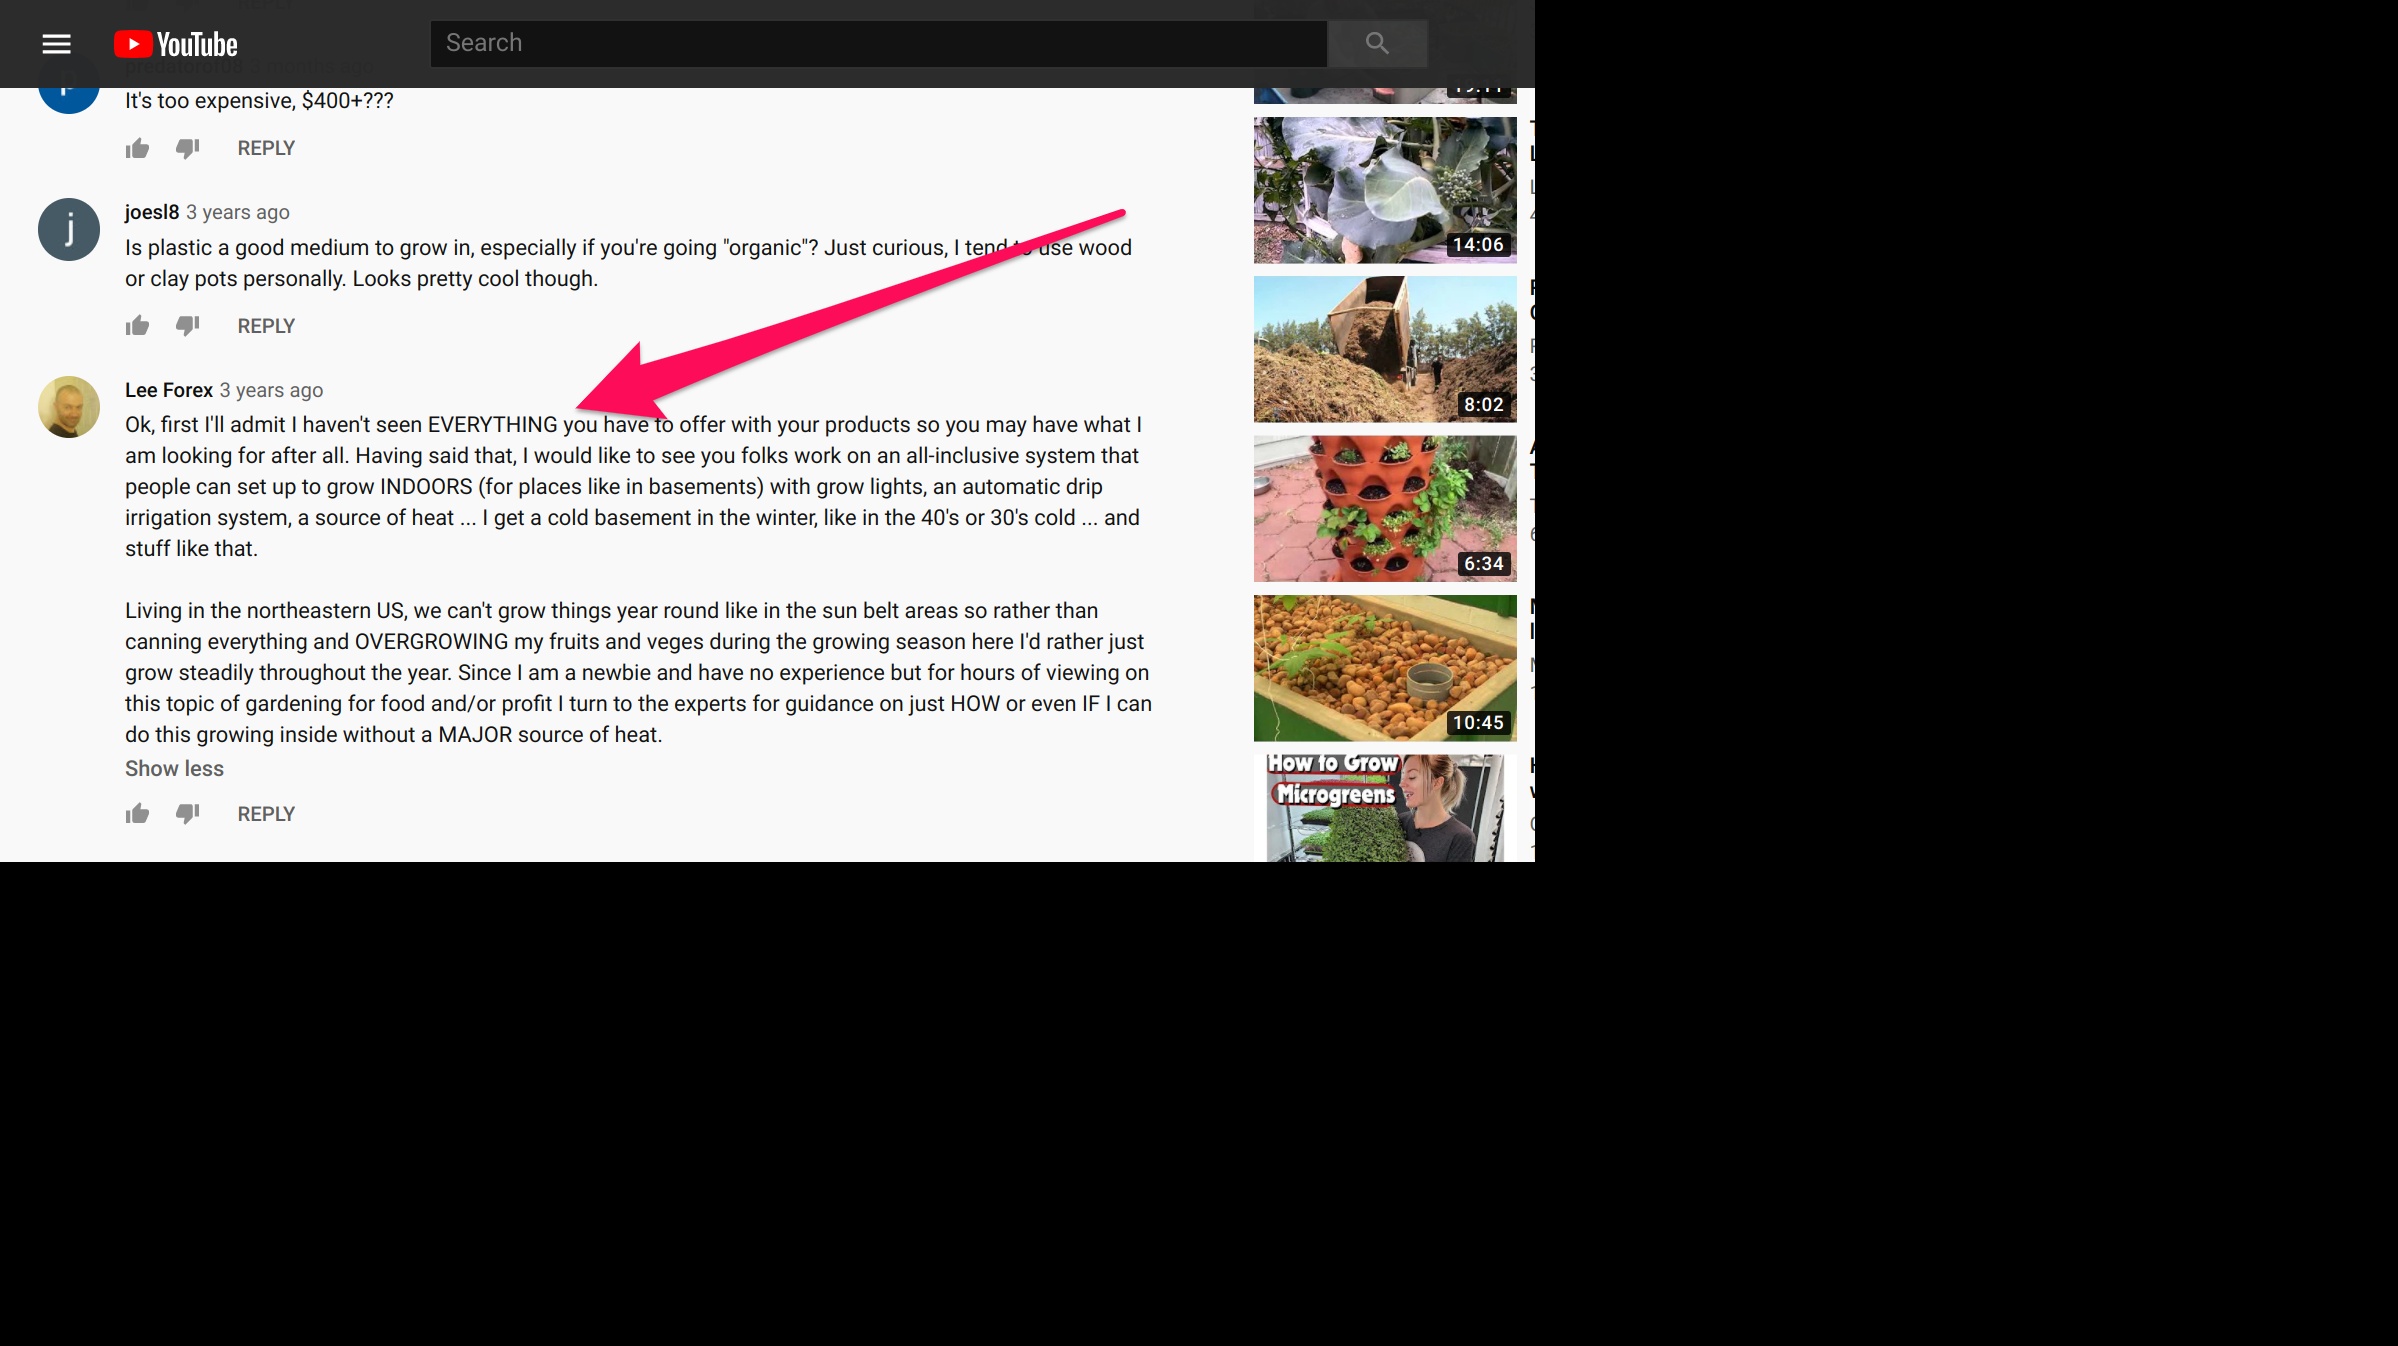 YouTube
Search
It's too expensive, $400+???
REPLY
joesl8 3 years ago
Is plastic a good medium to grow in, especially if you're going "organic"? Just curious, I tend to use wood
or clay pots personally. Looks pretty cool though.
REPLY
Lee Forex 3 years ago
Ok, first I'll admit I haven't seen EVERYTHING you have to offer with your products so you may have what I
am looking for after all. Having said that, I would like to see you folks work on an all-inclusive system that
people can set up to grow INDOORS (for places like in basements) with grow lights, an automatic drip
irrigation system, a source of heat ... I get a cold basement in the winter, like in the 40's or 30's cold ... and
stuff like that.
Living in the northeastern US, we can't grow things year round like in the sun belt areas so rather than
canning everything and OVERGROWING my fruits and veges during the growing season here I'd rather just
grow steadily throughout the year. Since I am a newbie and have no experience but for hours of viewing on
this topic of gardening for food and/or profit I turn to the experts for guidance on just HOW or even IF I can
do this growing inside without a MAJOR source of heat.
Show less
REPLY
14:06
8:02
6:34
10:45
How to Grow
Microgreens